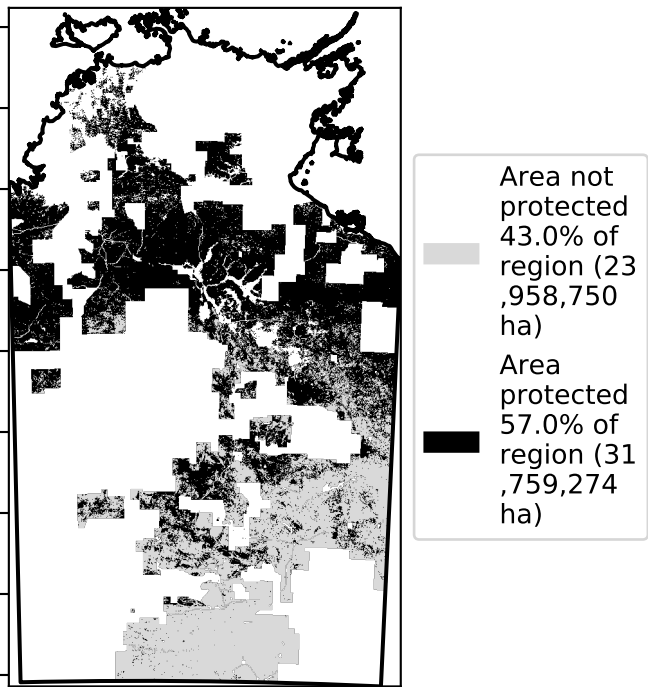 Area not
protected
43.0% of
region (23
,958,750
ha)
Area
protected
57.0% of
region (31
,759,274
ha)